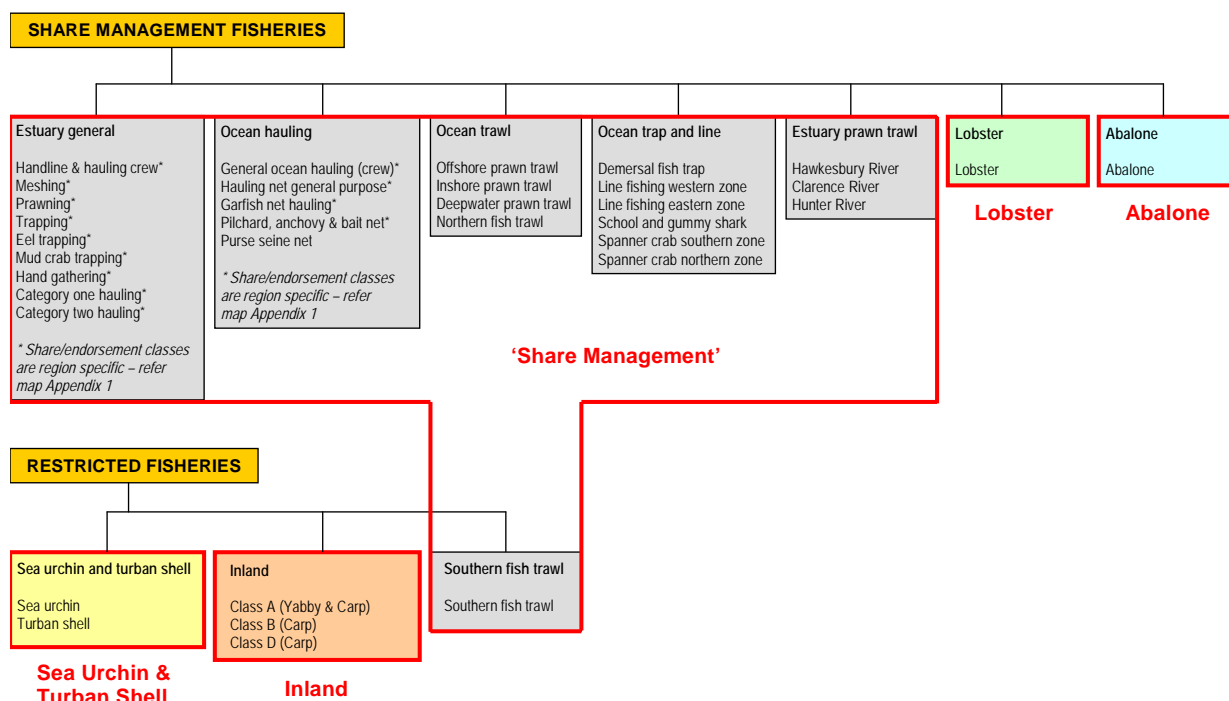 SHARE MANAGEMENT FISHERIES
Estuary general
Handline & hauling crew*
Meshing*
Prawning*
Trapping*
Eel trapping*
Mud crab trapping*
Hand gathering*
Category one hauling*
Category two hauling*
* Share/endorsement classes
are region specific – refer
map Appendix 1
Ocean hauling
General ocean hauling (crew)*
Hauling net general purpose*
Garfish net hauling*
Pilchard, anchovy & bait net*
Purse seine net
* Share/endorsement classes
are region specific – refer
map Appendix 1
Ocean trawl
Offshore prawn trawl
Inshore prawn trawl
Deepwater prawn trawl
Northern fish trawl
Ocean trap and line
Demersal fish trap
Line fishing western zone
Line fishing eastern zone
School and gummy shark
Spanner crab southern zone
Spanner crab northern zone
Estuary prawn trawl
Hawkesbury River
Clarence River
Hunter River
Lobster
Lobster
Lobster
Abalone
Abalone
Abalone
‘Share Management’
RESTRICTED FISHERIES
Sea urchin and turban shell
Sea urchin
Turban shell
Sea Urchin &
Turban Shell
Inland
Class A (Yabby & Carp)
Class B (Carp)
Class D (Carp)
Inland
Southern fish trawl
Southern fish trawl